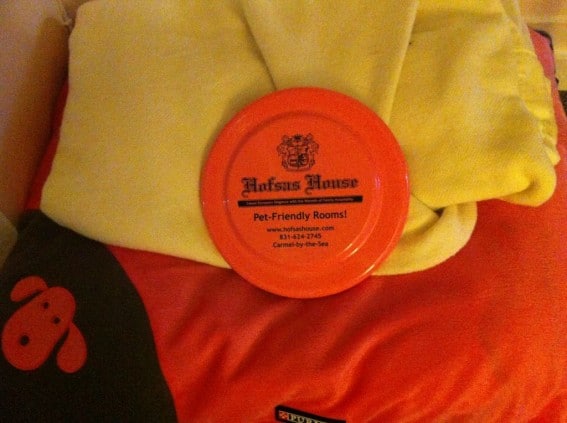 Hofsas House
Pet-Friendly Rooms!
www.hofsashouse.com
831-624-2745
Carmel-by-the-Sea